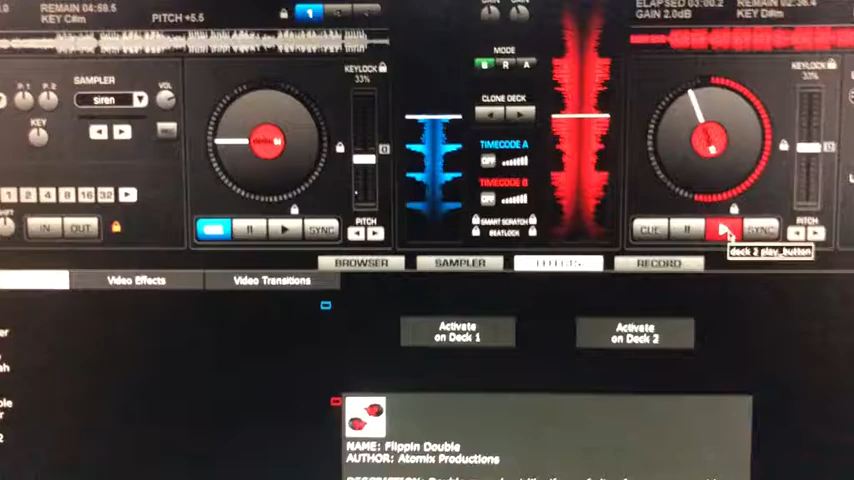 REMAIN 04:59.5
KEY C#m
PITCH +5.5
1
ELAPSED 03:00.2
REMAIN 02:36.4
GAIN 2.0dB
KEY D#m
MODE
B R A
CLONE DECK
TIMECODE A
OFF
TIMECODE B
OFF
SMART SCRATCH
BEATLOCK
P.1 P.2
SAMPLER
VOL
siren
KEY
KEYLOCK
33%
1 2 4 8 16 32
IN OUT
SYNC
PITCH
KEYLOCK
33%
CUE
SYNC
PITCH
deck 2 play_button
BROWSER
SAMPLER
RECORD
Video Effects
Video Transitions
Activate
on Deck 1
Activate
on Deck 2
NAME: Flippin Double
AUTHOR: Atomix Productions